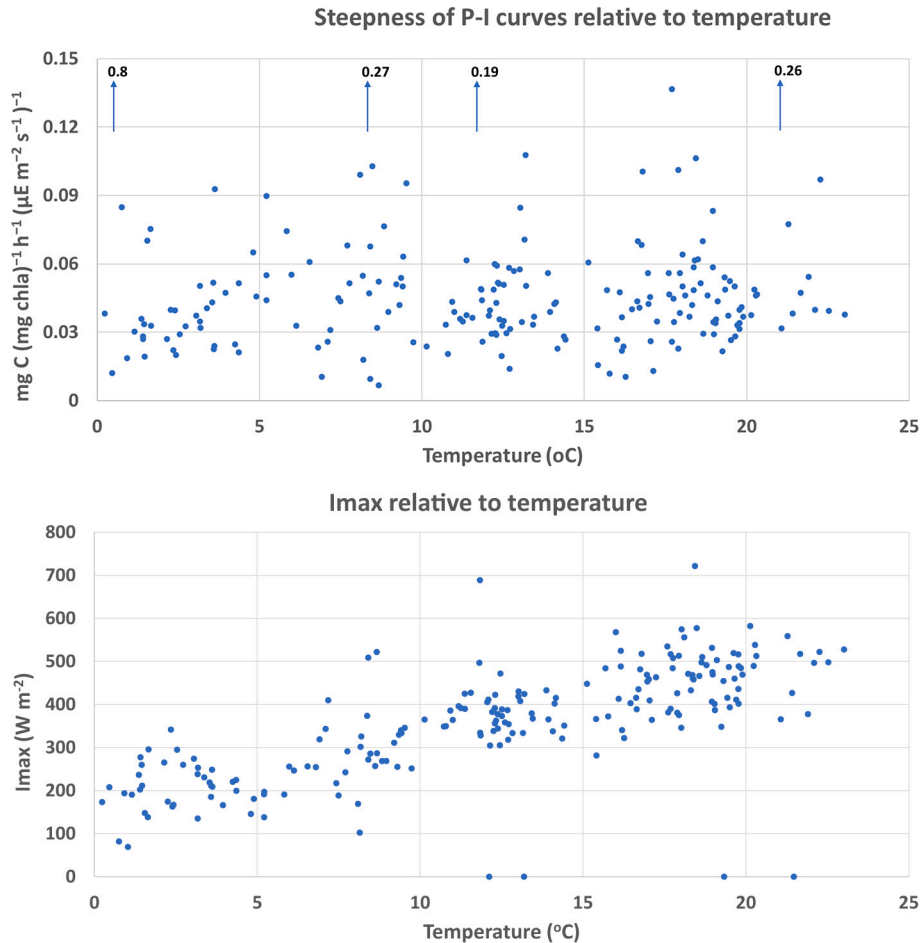 Steepness of P-I curves relative to temperature
mg C (mg chla)⁻¹ h⁻¹ (µE m⁻² s⁻¹ )⁻¹
0.15
0.12
0.09
0.06
0.03
0
0.8
0.27
0.19
0.26
0 5 10 15 20 25
Temperature (oC)
Imax relative to temperature
Imax (W m⁻²)
800
700
600
500
400
300
200
100
0
0 5 10 15 20 25
Temperature (°C)